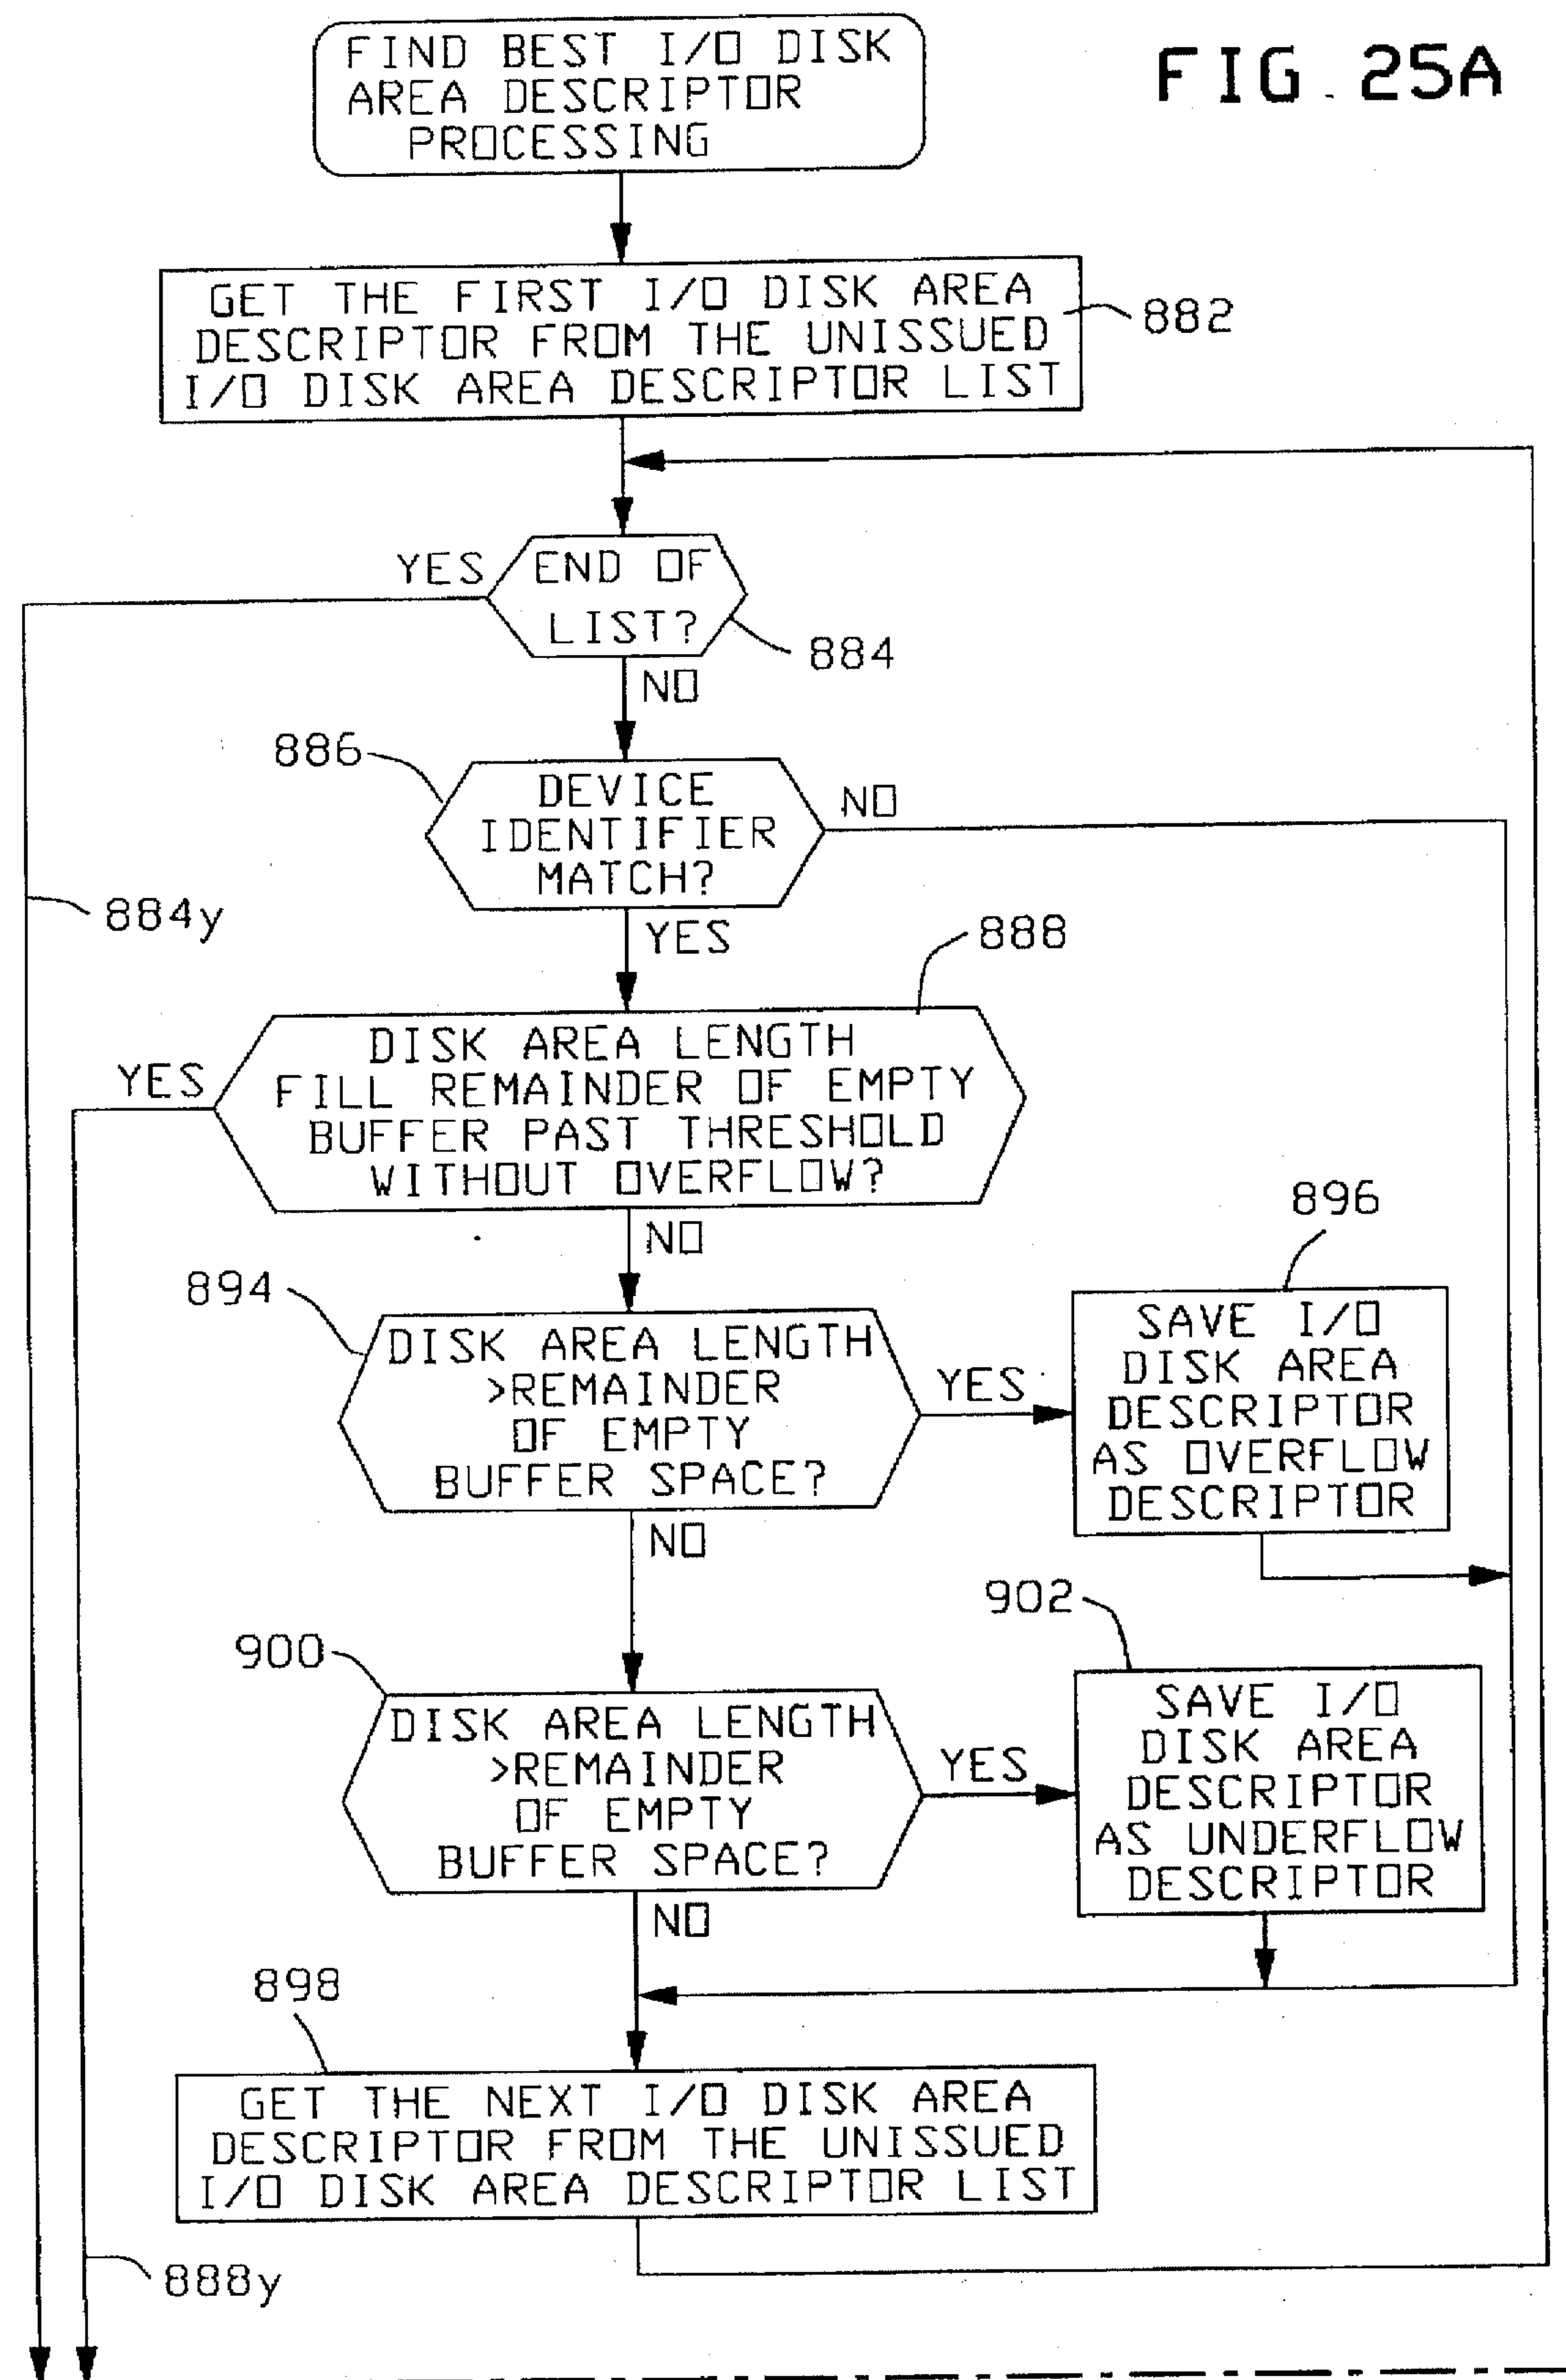 FIND BEST I/O DISK
AREA DESCRIPTOR
PROCESSING
FIG. 25A
GET THE FIRST I/O DISK AREA
DESCRIPTOR FROM THE UNISSUED
I/O DISK AREA DESCRIPTOR LIST
882
YES
END OF
LIST?
884
NO
886
DEVICE
IDENTIFIER
MATCH?
NO
884y
YES
888
YES
DISK AREA LENGTH
FILL REMAINDER OF EMPTY
BUFFER PAST THRESHOLD
WITHOUT OVERFLOW?
NO
896
894
DISK AREA LENGTH
>REMAINDER
OF EMPTY
BUFFER SPACE?
YES
SAVE I/O
DISK AREA
DESCRIPTOR
AS OVERFLOW
DESCRIPTOR
NO
902
900
DISK AREA LENGTH
>REMAINDER
OF EMPTY
BUFFER SPACE?
YES
SAVE I/O
DISK AREA
DESCRIPTOR
AS UNDERFLOW
DESCRIPTOR
NO
898
GET THE NEXT I/O DISK AREA
DESCRIPTOR FROM THE UNISSUED
I/O DISK AREA DESCRIPTOR LIST
888y